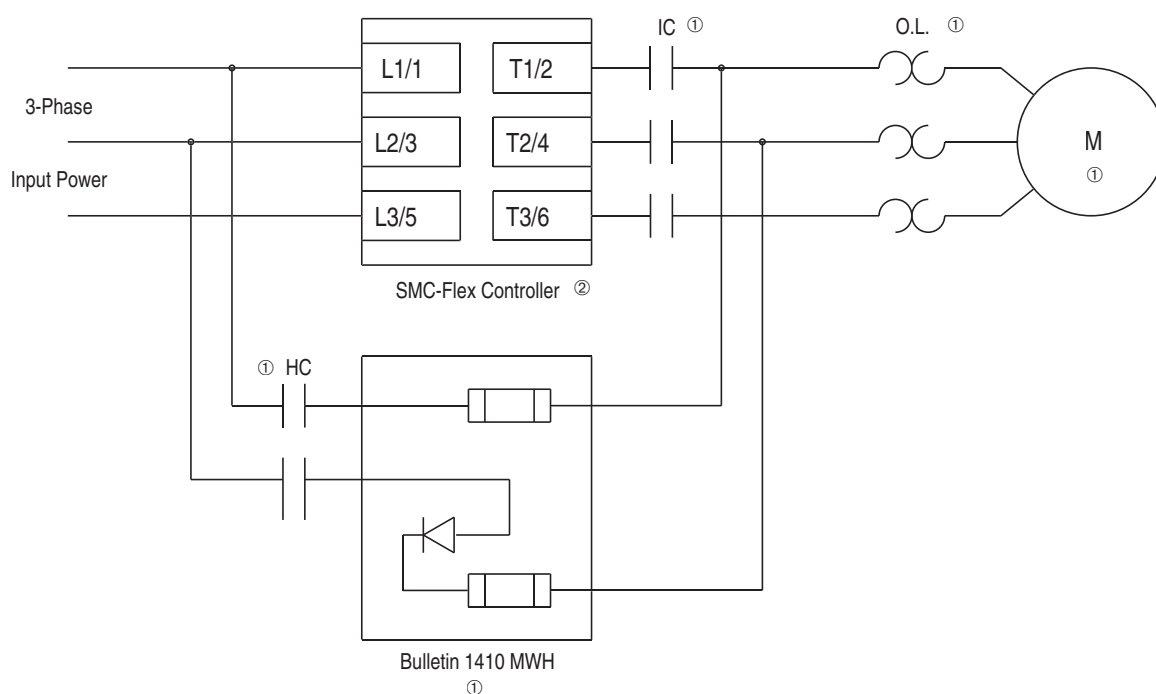 IC ①
O.L. ①
L1/1
T1/2
3-Phase
L2/3
T2/4
M
①
Input Power
L3/5
T3/6
SMC-Flex Controller ②
① HC
Bulletin 1410 MWH
①